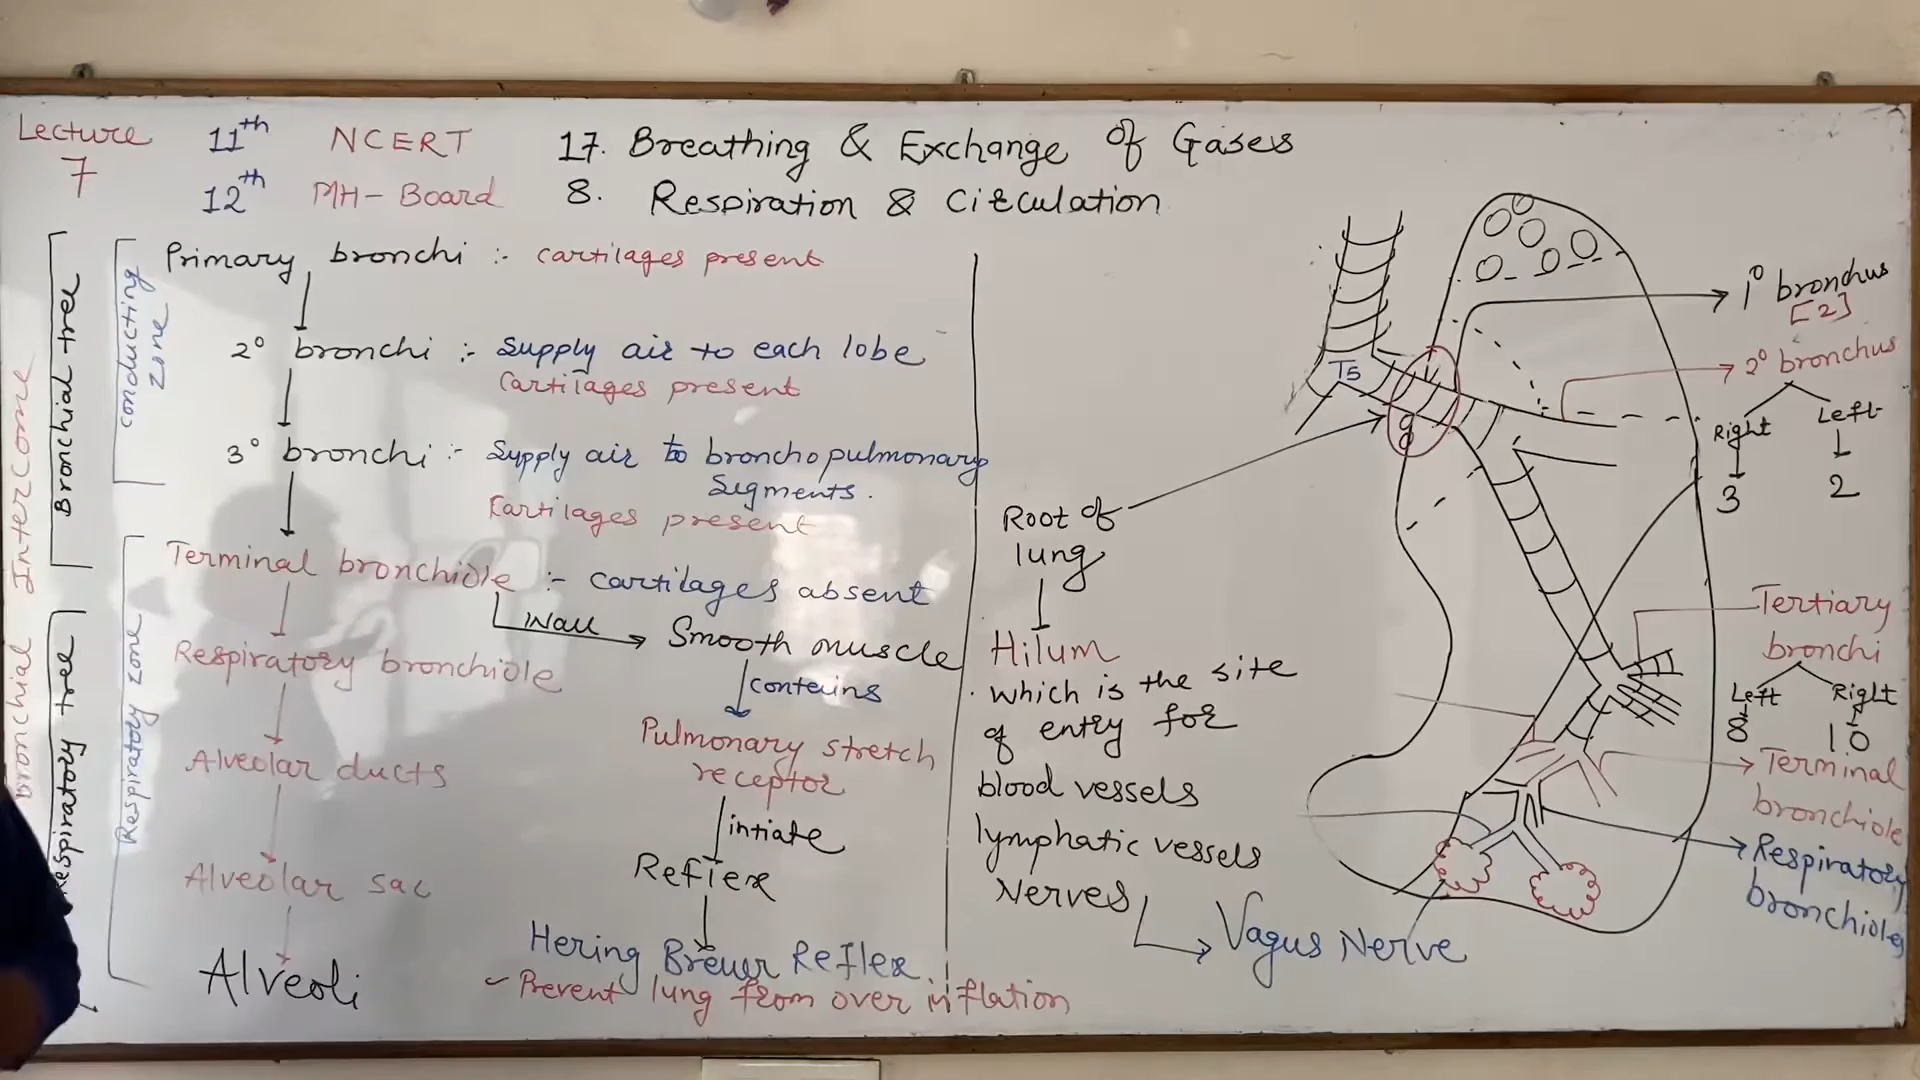 Lecture
7
11th NCERT 17. Breathing & Exchange of Gases
12th MH-Board 8. Respiration & Circulation
Bronchial tree
Respiratory tree
conducting
zone
Respiratory zone
Primary bronchi :- cartilages present
2° bronchi :- Supply air to each lobe
Cartilages present
3° bronchi :- Supply air to bronchopulmonary
Segments.
Cartilages present
Terminal bronchiole :- cartilages absent
Wall Smooth muscle
Respiratory bronchiole
contains
Pulmonary stretch
receptor
Alveolar ducts
intiate
Reflex
Alveolar sac
Hering Breuer Reflex
Prevent lung from over inflation
Alveoli
Root of
lung
Hilum
which is the site
of entry for
blood vessels
lymphatic vessels
Nerves
Vagus Nerve
T5
1° bronchus
[2]
2° bronchus
Right Left
3 2
Tertiary
bronchi
Left Right
8 10
Terminal
bronchiole
Respiratory
bronchioles